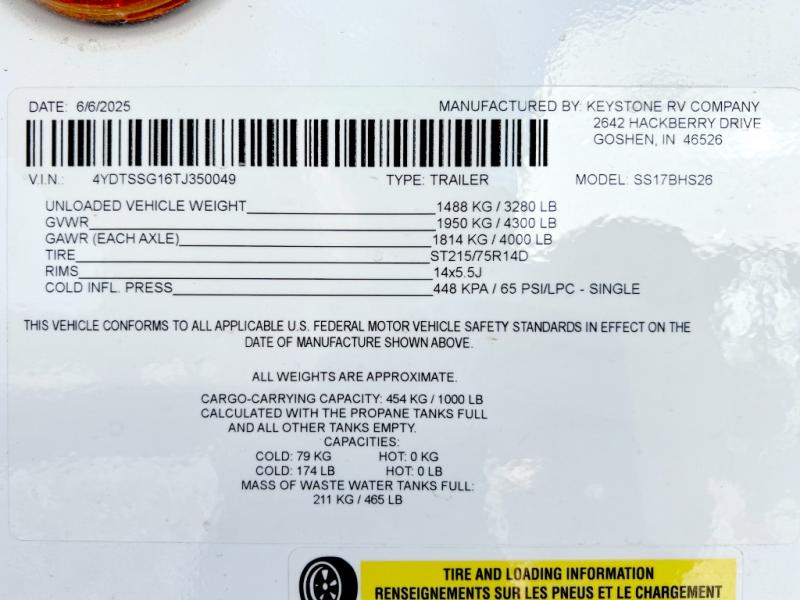 DATE: 6/6/2025 MANUFACTURED BY: KEYSTONE RV COMPANY
2642 HACKBERRY DRIVE
GOSHEN, IN 46526
V.I.N.: 4YDTSSG16TJ350049 TYPE: TRAILER MODEL: SS17BHS26
UNLOADED VEHICLE WEIGHT 1488 KG / 3280 LB
GVWR 1950 KG / 4300 LB
GAWR (EACH AXLE) 1814 KG / 4000 LB
TIRE ST215/75R14D
RIMS 14x5.5J
COLD INFL. PRESS 448 KPA / 65 PSI/LPC - SINGLE
THIS VEHICLE CONFORMS TO ALL APPLICABLE U.S. FEDERAL MOTOR VEHICLE SAFETY STANDARDS IN EFFECT ON THE
DATE OF MANUFACTURE SHOWN ABOVE.
ALL WEIGHTS ARE APPROXIMATE.
CARGO-CARRYING CAPACITY: 454 KG / 1000 LB
CALCULATED WITH THE PROPANE TANKS FULL
AND ALL OTHER TANKS EMPTY.
CAPACITIES:
COLD: 79 KG HOT: 0 KG
COLD: 174 LB HOT: 0 LB
MASS OF WASTE WATER TANKS FULL:
211 KG / 465 LB
TIRE AND LOADING INFORMATION
RENSEIGNEMENTS SUR LES PNEUS ET LE CHARGEMENT